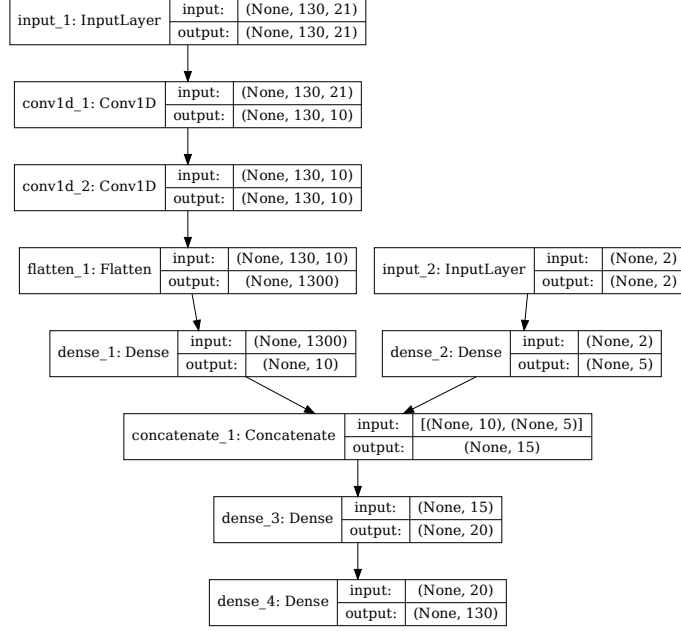 input_1: InputLayer
input: (None, 130, 21)
output: (None, 130, 21)
conv1d_1: Conv1D
input: (None, 130, 21)
output: (None, 130, 10)
conv1d_2: Conv1D
input: (None, 130, 10)
output: (None, 130, 10)
flatten_1: Flatten
input: (None, 130, 10)
output: (None, 1300)
input_2: InputLayer
input: (None, 2)
output: (None, 2)
dense_1: Dense
input: (None, 1300)
output: (None, 10)
dense_2: Dense
input: (None, 2)
output: (None, 5)
concatenate_1: Concatenate
input: [(None, 10), (None, 5)]
output: (None, 15)
dense_3: Dense
input: (None, 15)
output: (None, 20)
dense_4: Dense
input: (None, 20)
output: (None, 130)